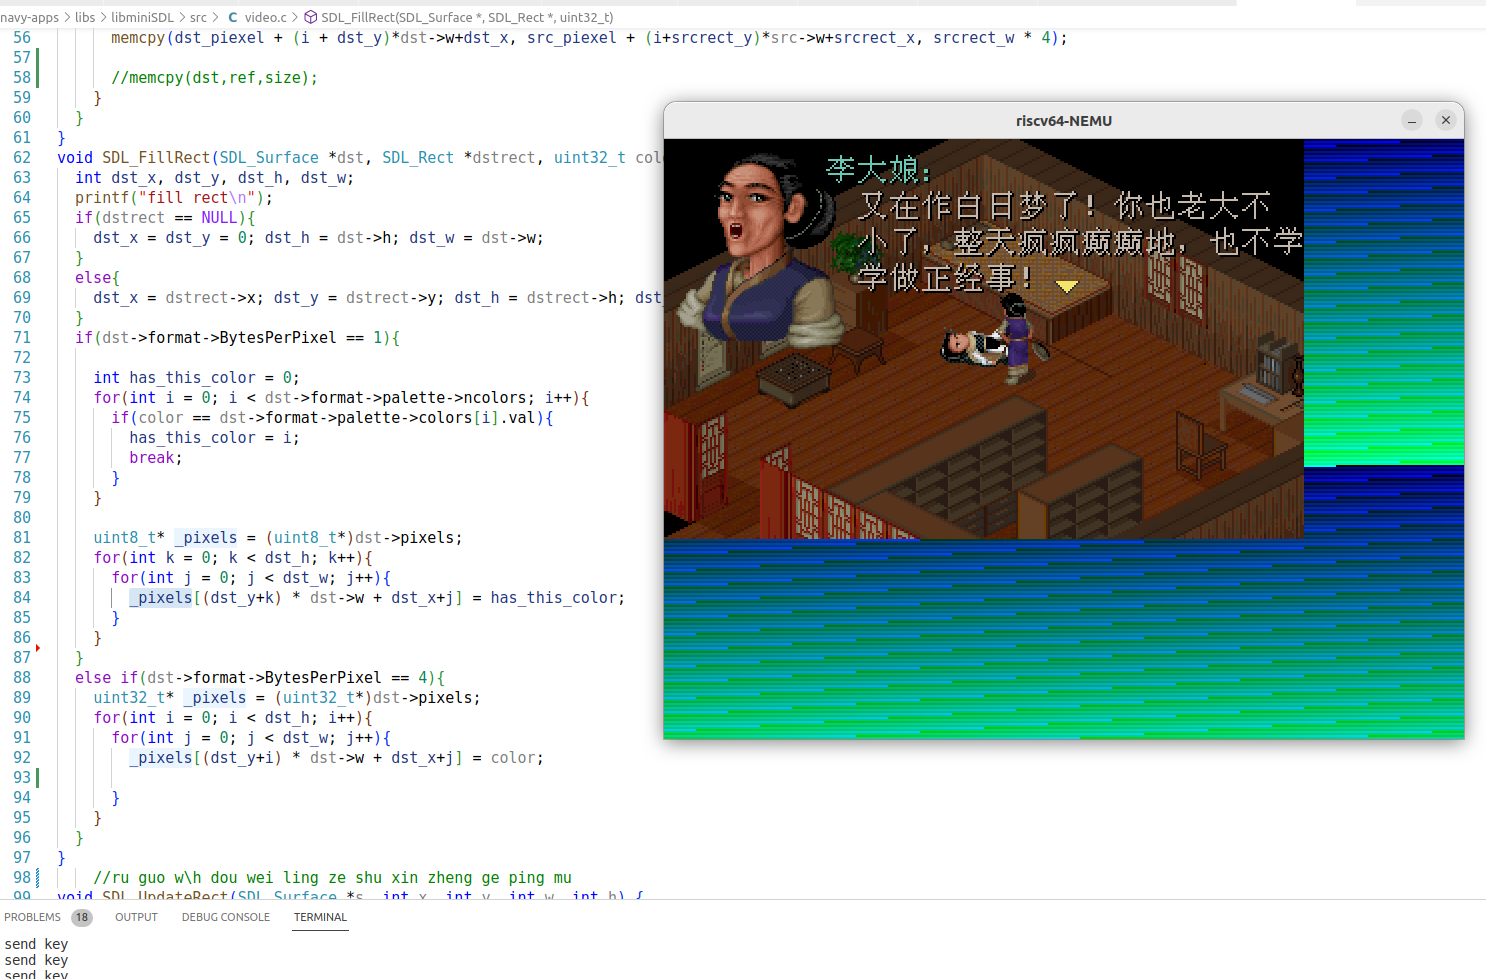 navy-apps > libs > libminiSDL > src > C video.c > SDL_FillRect(SDL_Surface *, SDL_Rect *, uint32_t)
56 memcpy(dst_piexel + (i + dst_y)*dst->w+dst_x, src_piexel + (i+srcrect_y)*src->w+srcrect_x, srcrect_w * 4);
57
58 //memcpy(dst,ref,size);
59 }
60 }
61 }
62 void SDL_FillRect(SDL_Surface *dst, SDL_Rect *dstrect, uint32_t col
63 int dst_x, dst_y, dst_h, dst_w;
64 printf("fill rect\n");
65 if(dstrect == NULL){
66 dst_x = dst_y = 0; dst_h = dst->h; dst_w = dst->w;
67 }
68 else{
69 dst_x = dstrect->x; dst_y = dstrect->y; dst_h = dstrect->h; dst_
70 }
71 if(dst->format->BytesPerPixel == 1){
72
73 int has_this_color = 0;
74 for(int i = 0; i < dst->format->palette->ncolors; i++){
75 if(color == dst->format->palette->colors[i].val){
76 has_this_color = i;
77 break;
78 }
79 }
80
81 uint8_t* _pixels = (uint8_t*)dst->pixels;
82 for(int k = 0; k < dst_h; k++){
83 for(int j = 0; j < dst_w; j++){
84 _pixels[(dst_y+k) * dst->w + dst_x+j] = has_this_color;
85 }
86 }
87 }
88 else if(dst->format->BytesPerPixel == 4){
89 uint32_t* _pixels = (uint32_t*)dst->pixels;
90 for(int i = 0; i < dst_h; i++){
91 for(int j = 0; j < dst_w; j++){
92 _pixels[(dst_y+i) * dst->w + dst_x+j] = color;
93
94 }
95 }
96 }
97 }
98 //ru guo w\h dou wei ling ze shu xin zheng ge ping mu
99 void SDL_UpdateRect(SDL_Surface *s, int x, int y, int w, int h) {
riscv64-NEMU
李大娘:
又在作白日梦了！你也老大不
小了，整天疯疯癫癫地，也不学
学做正经事！
PROBLEMS 18 OUTPUT DEBUG CONSOLE TERMINAL
send key
send key
send key